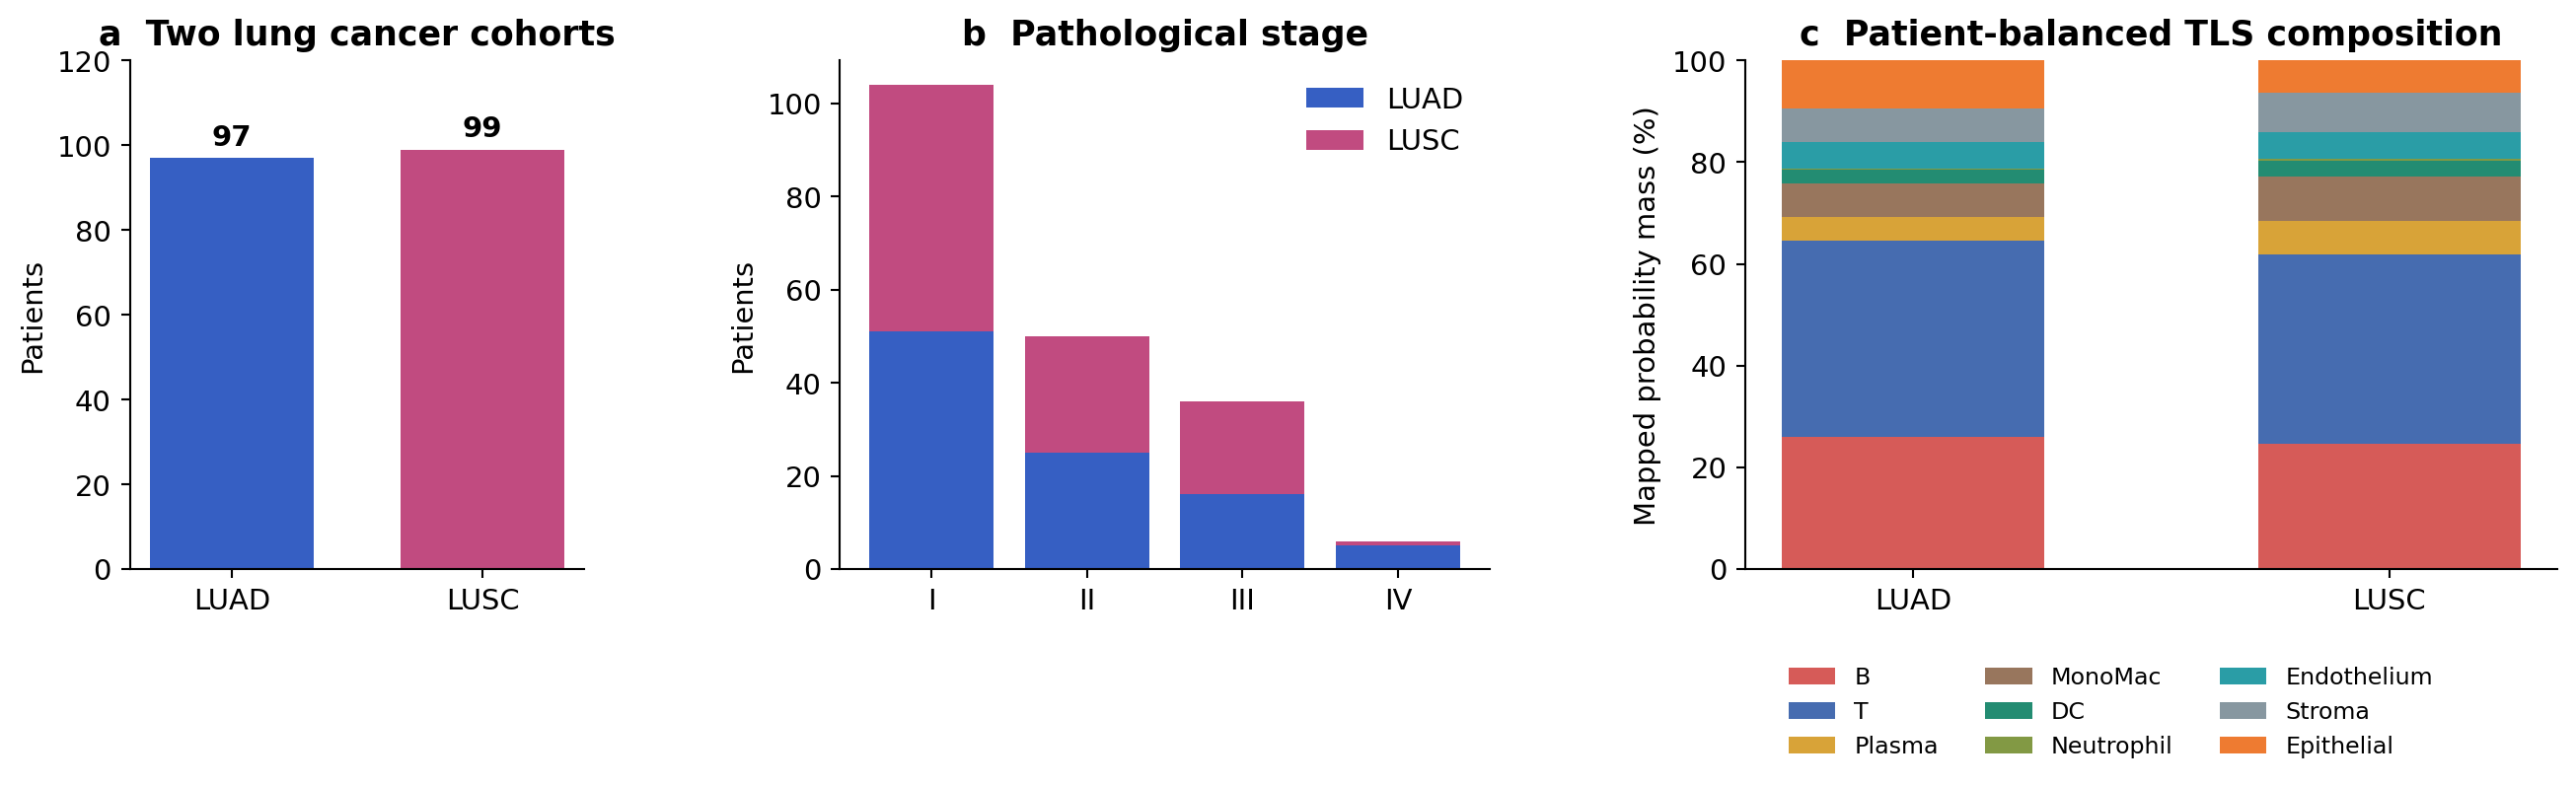 a Two lung cancer cohorts
120
100
80
60
40
20
0
Patients
97
99
LUAD
LUSC
b Pathological stage
100
80
60
40
20
0
Patients
LUAD
LUSC
I
II
III
IV
c Patient-balanced TLS composition
100
80
60
40
20
0
Mapped probability mass (%)
LUAD
LUSC
B
T
Plasma
MonoMac
DC
Neutrophil
Endothelium
Stroma
Epithelial